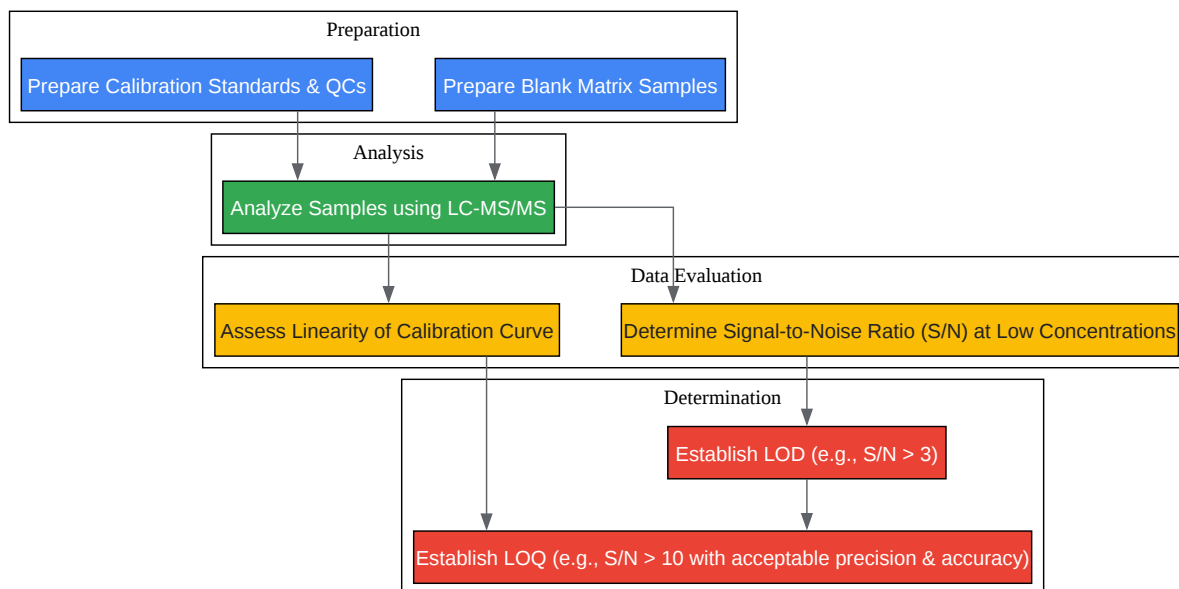 Preparation
Prepare Calibration Standards & QCs
Prepare Blank Matrix Samples
Analysis
Analyze Samples using LC-MS/MS
Data Evaluation
Assess Linearity of Calibration Curve
Determine Signal-to-Noise Ratio (S/N) at Low Concentrations
Determination
Establish LOD (e.g., S/N > 3)
Establish LOQ (e.g., S/N > 10 with acceptable precision & accuracy)